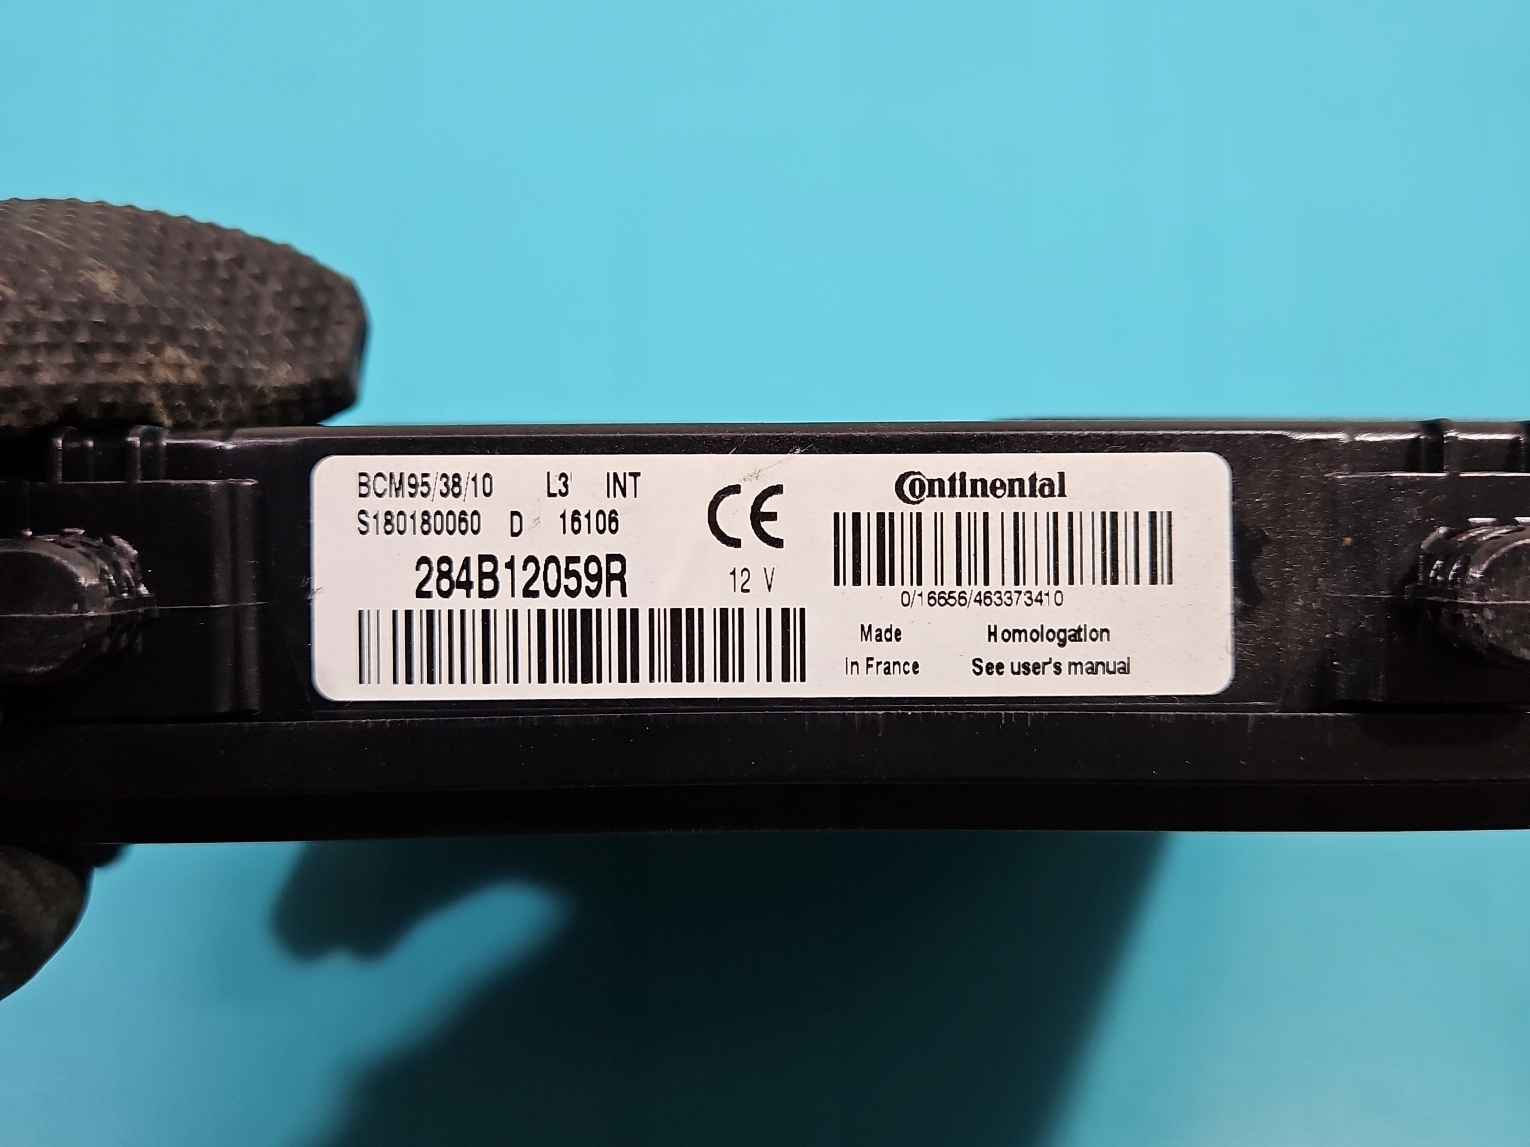 BCM95/38/10 L3 INT
S180180060 D 16106
284B12059R
12 V
Continental
0/16656/463373410
Made
In France
Homologation
See user's manual